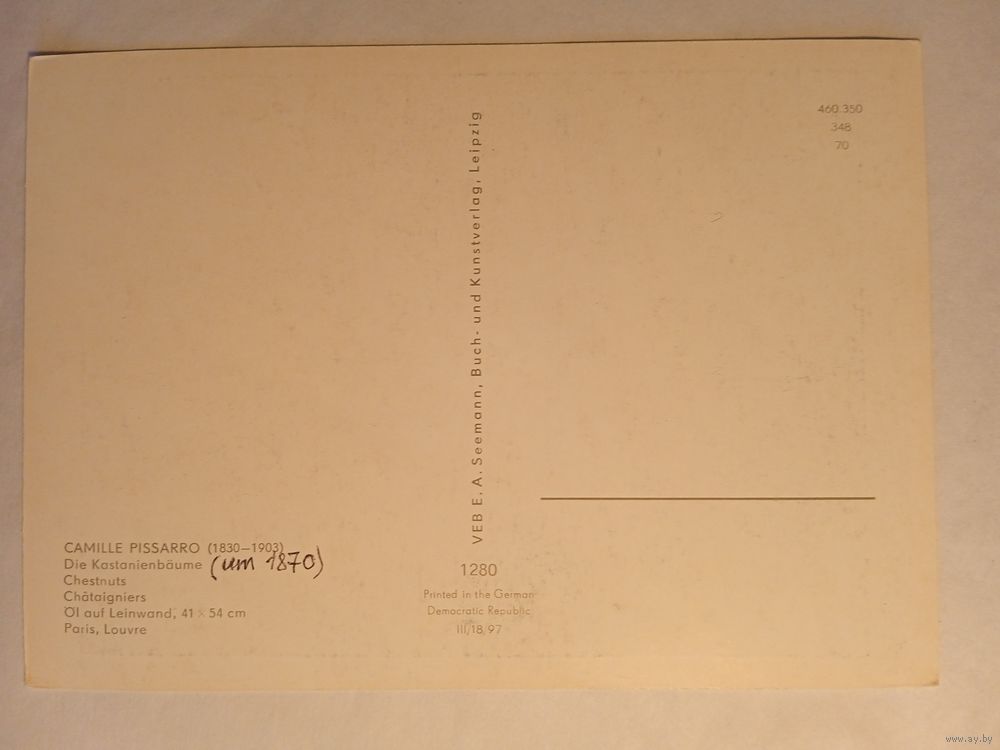 460.350
348
70
VEB E. A. Seemann, Buch- und Kunstverlag, Leipzig
CAMILLE PISSARRO (1830–1903)
Die Kastanienbäume (um 1870)
Chestnuts
Châtaigniers
Öl auf Leinwand, 41 × 54 cm
Paris, Louvre
1280
Printed in the German
Democratic Republic
III/18/97
www.ay.by